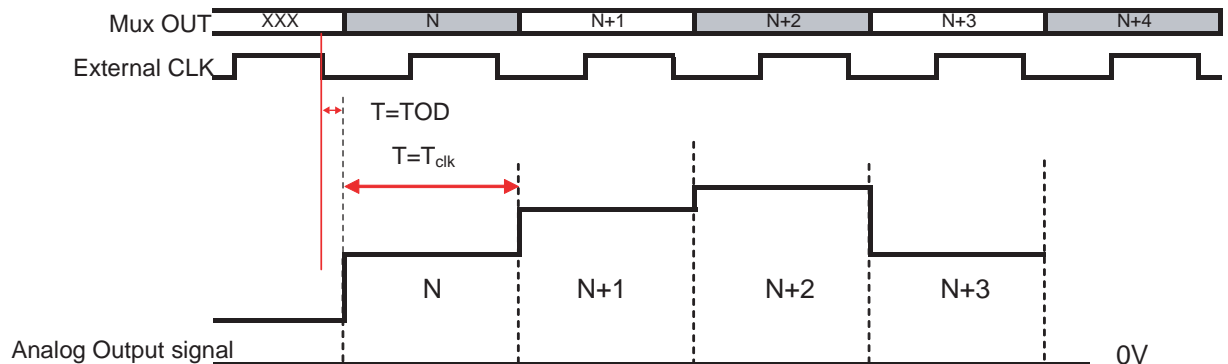 Mux OUT XXX N N+1 N+2 N+3 N+4
External CLK
T=TOD
T=Tclk
N N+1 N+2 N+3
Analog Output signal 0V